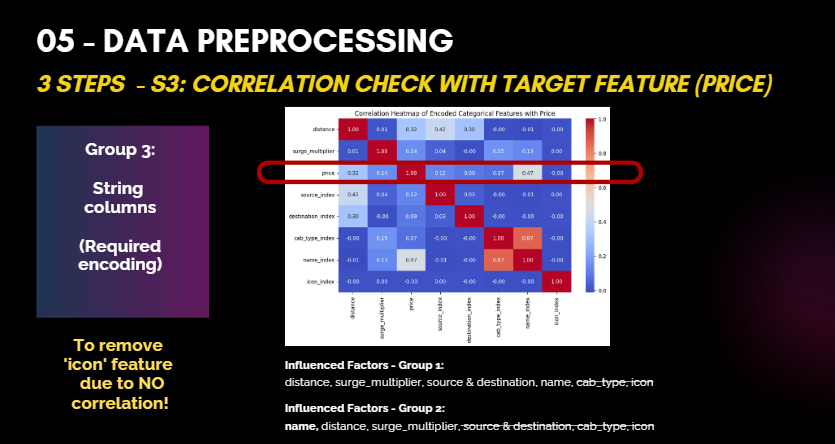 05 - DATA PREPROCESSING
3 STEPS - S3: CORRELATION CHECK WITH TARGET FEATURE (PRICE)
Group 3:
String
columns
(Required
encoding)
To remove
'icon' feature
due to NO
correlation!
Correlation Heatmap of Encoded Categorical Features with Price
distance 1.00 0.01 0.32 0.42 0.30 -0.00 -0.01 -0.00
surge_multiplier 0.01 1.00 0.14 0.04 -0.00 0.15 0.13 0.00
price 0.32 0.14 1.00 0.12 0.09 0.07 0.47 -0.00
source_index 0.42 0.04 0.12 1.00 0.03 -0.00 -0.01 0.00
destination_index 0.30 -0.00 0.09 0.03 1.00 -0.00 -0.00 -0.00
cab_type_index -0.00 0.15 0.07 -0.00 -0.00 1.00 0.87 -0.00
name_index -0.01 0.13 0.47 -0.01 -0.00 0.87 1.00 -0.00
icon_index -0.00 0.00 -0.00 0.00 -0.00 -0.00 -0.00 1.00
distance
surge_multiplier
price
source_index
destination_index
cab_type_index
name_index
icon_index
1.0
0.8
0.4
0.2
0.0
Influenced Factors - Group 1:
distance, surge_multiplier, source & destination, name, cab_type, icon
Influenced Factors - Group 2:
name, distance, surge_multiplier, source & destination, cab_type, icon